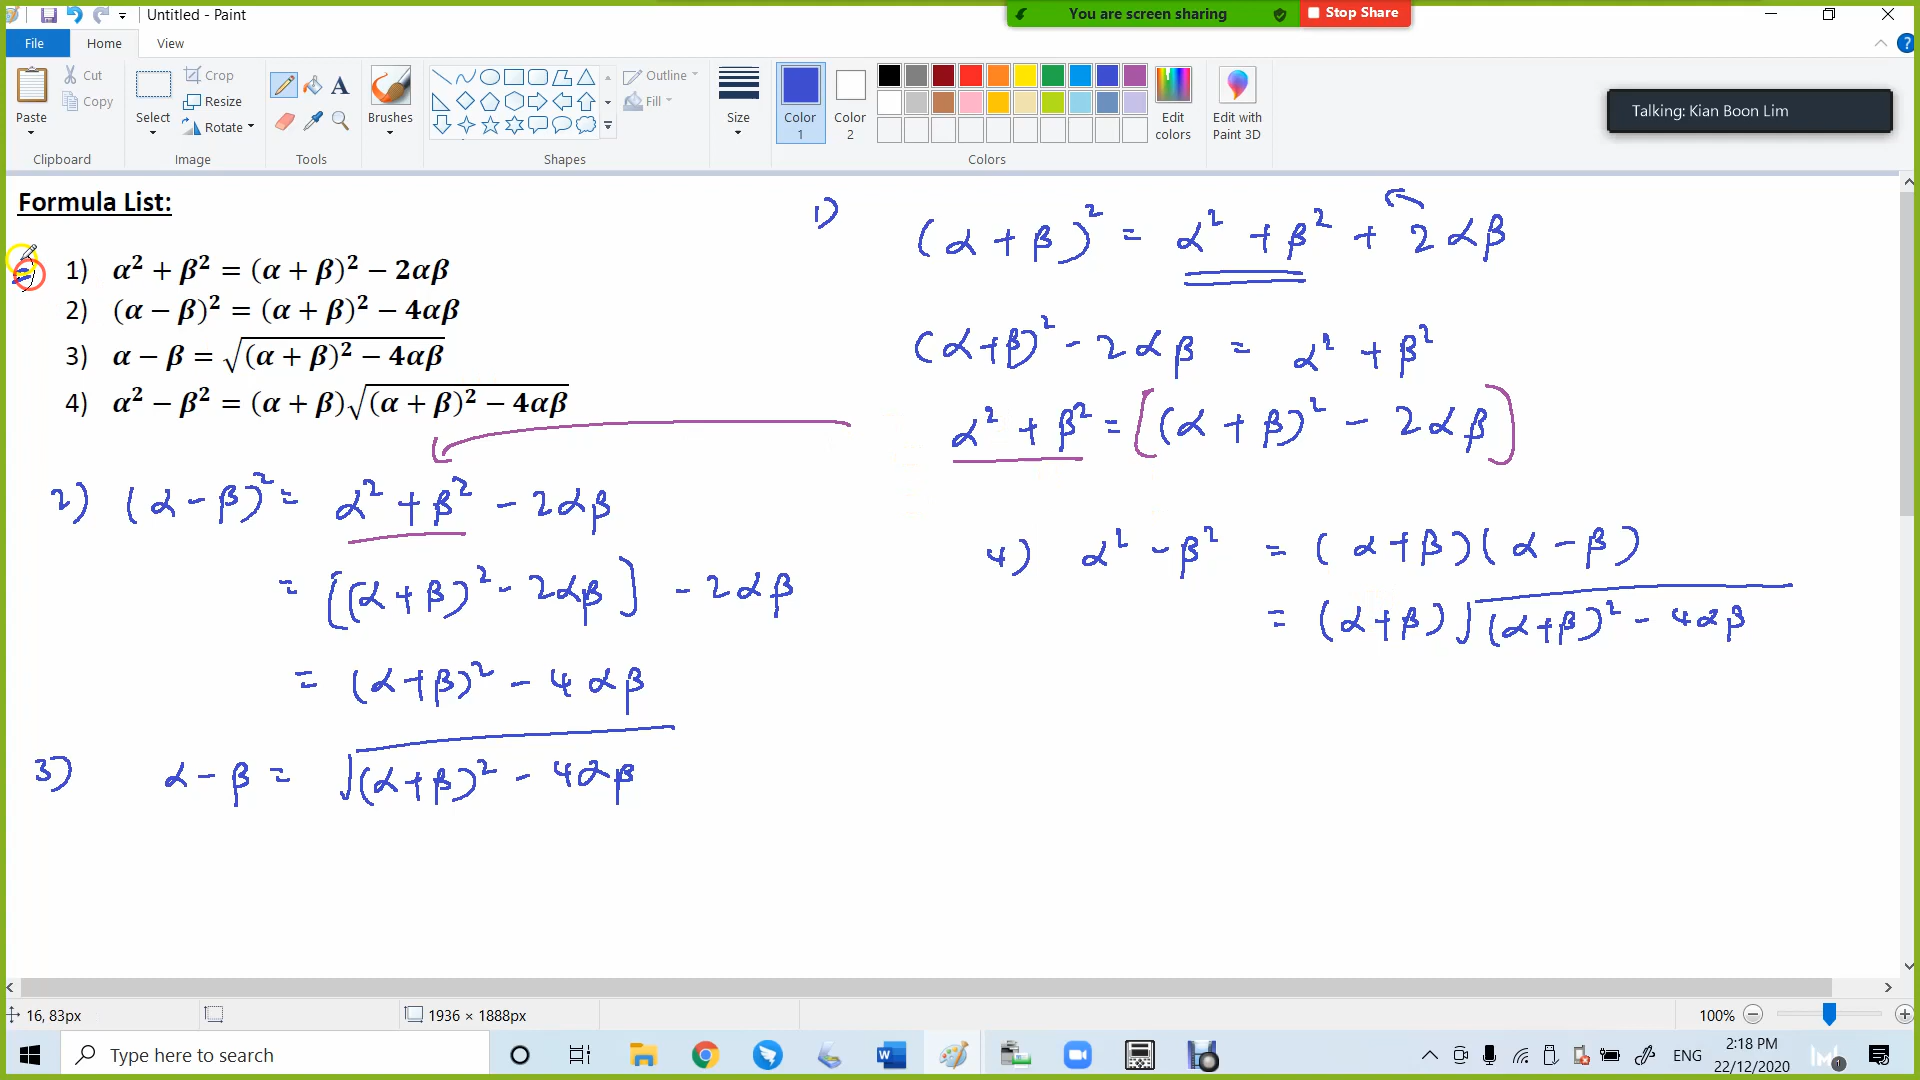 Untitled - Paint
You are screen sharing
Stop Share
File Home View
Paste
Cut
Copy
Clipboard
Select
Crop
Resize
Rotate
Image
Tools
Brushes
Outline
Fill
Shapes
Size
Color 1
Color 2
Edit colors
Edit with Paint 3D
Colors
Talking: Kian Boon Lim
Formula List:
1) α² + β² = (α + β)² − 2αβ
2) (α − β)² = (α + β)² − 4αβ
3) α − β = √((α + β)² − 4αβ)
4) α² − β² = (α + β)√((α + β)² − 4αβ)
1) (α + β)² = α² + β² + 2αβ
(α+β)² - 2αβ = α² + β²
α² + β² = [(α + β)² - 2αβ]
2) (α - β)² = α² + β² - 2αβ
= [(α+β)² - 2αβ] - 2αβ
= (α+β)² - 4αβ
3) α - β = √((α+β)² - 4αβ)
4) α² - β² = (α+β)(α - β)
= (α+β)√((α+β)² - 4αβ)
16, 83px
1936 × 1888px
100%
Type here to search
ENG
2:18 PM
22/12/2020
1